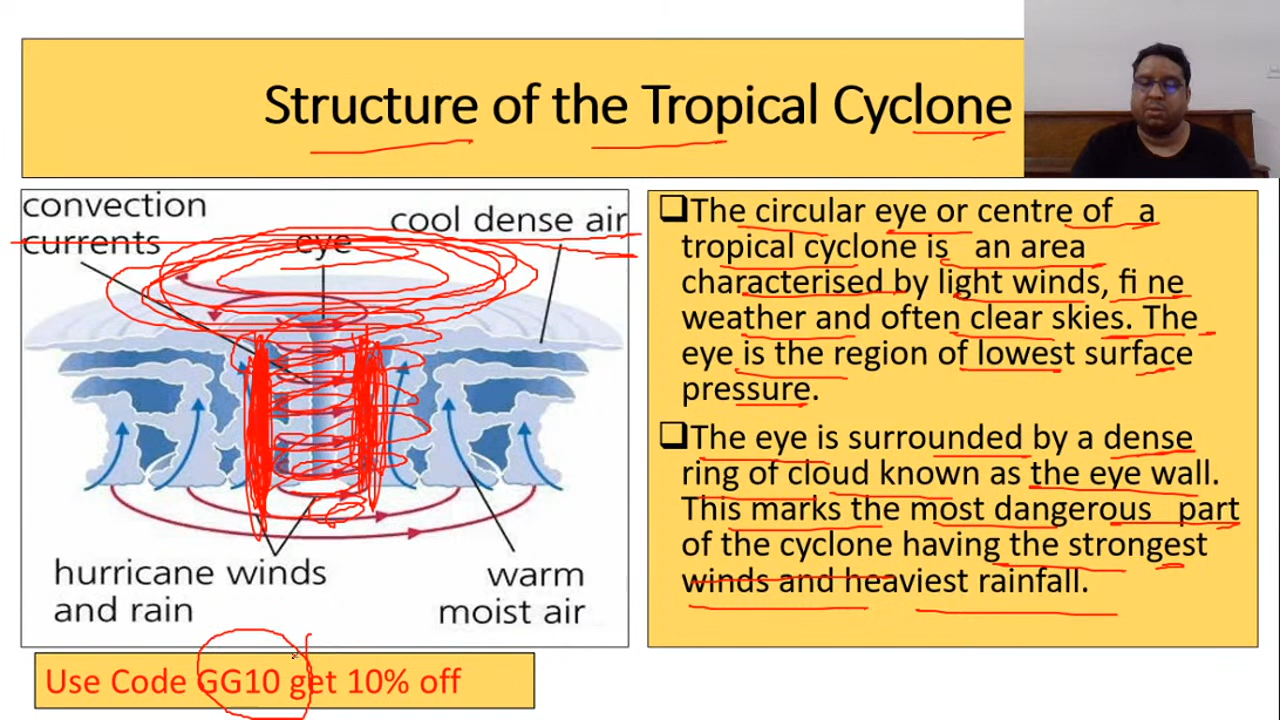 Structure of the Tropical Cyclone
convection
currents
eye
cool dense air
hurricane winds
and rain
warm
moist air
❑The circular eye or centre of a
tropical cyclone is an area
characterised by light winds, fi ne
weather and often clear skies. The
eye is the region of lowest surface
pressure.
❑The eye is surrounded by a dense
ring of cloud known as the eye wall.
This marks the most dangerous part
of the cyclone having the strongest
winds and heaviest rainfall.
Use Code GG10 get 10% off